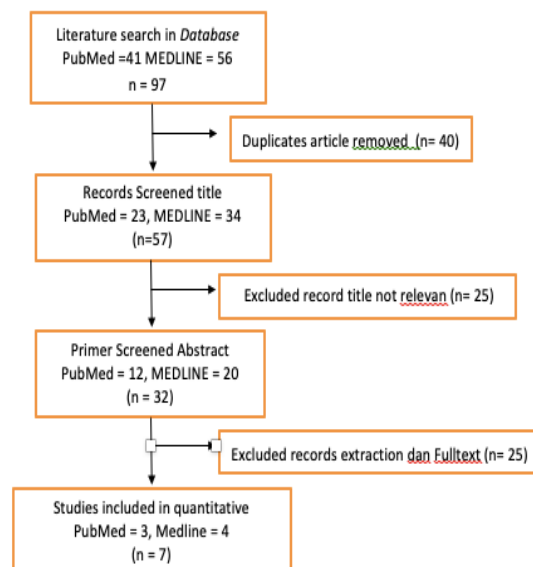 Literature search in Database
PubMed =41 MEDLINE = 56
n = 97
Duplicates article removed (n= 40)
Records Screened title
PubMed = 23, MEDLINE = 34
(n=57)
Excluded record title not relevan (n= 25)
Primer Screened Abstract
PubMed = 12, MEDLINE = 20
(n = 32)
Excluded records extraction dan Fulltext (n= 25)
Studies included in quantitative
PubMed = 3, Medline = 4
(n = 7)